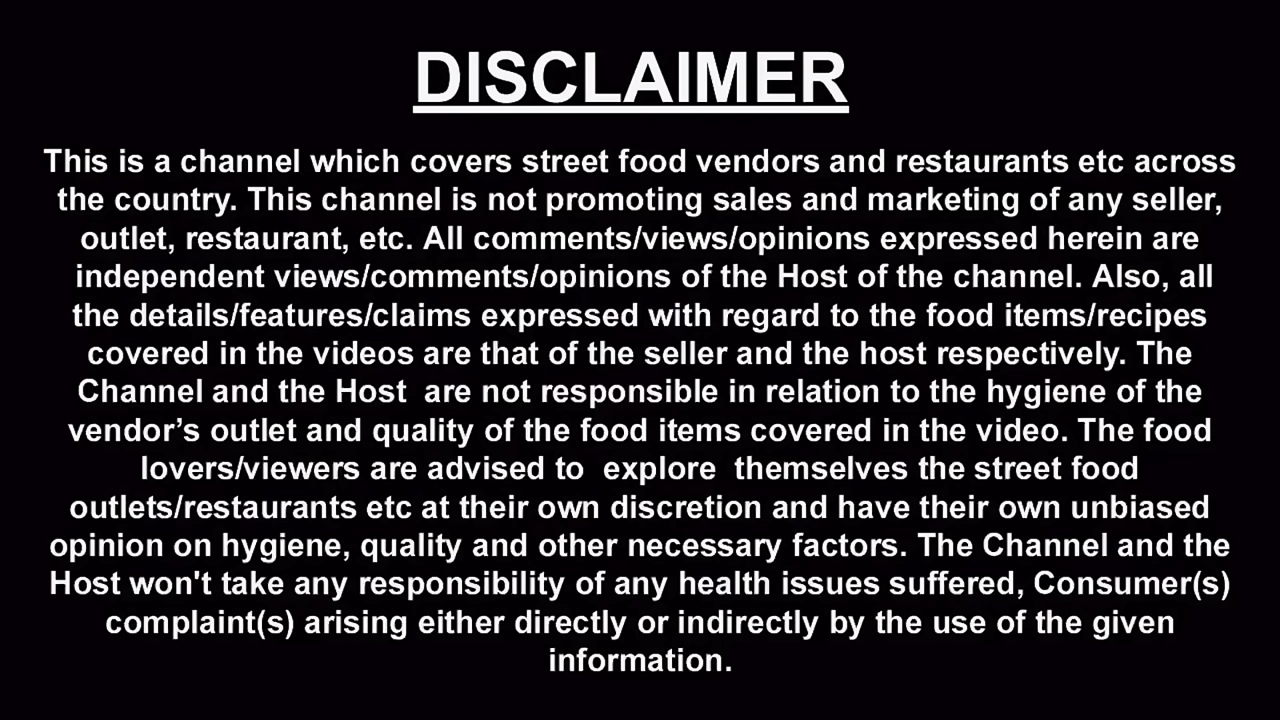 DISCLAIMER
This is a channel which covers street food vendors and restaurants etc across
the country. This channel is not promoting sales and marketing of any seller,
outlet, restaurant, etc. All comments/views/opinions expressed herein are
independent views/comments/opinions of the Host of the channel. Also, all
the details/features/claims expressed with regard to the food items/recipes
covered in the videos are that of the seller and the host respectively. The
Channel and the Host  are not responsible in relation to the hygiene of the
vendor’s outlet and quality of the food items covered in the video. The food
lovers/viewers are advised to  explore  themselves the street food
outlets/restaurants etc at their own discretion and have their own unbiased
opinion on hygiene, quality and other necessary factors. The Channel and the
Host won't take any responsibility of any health issues suffered, Consumer(s)
complaint(s) arising either directly or indirectly by the use of the given
information.